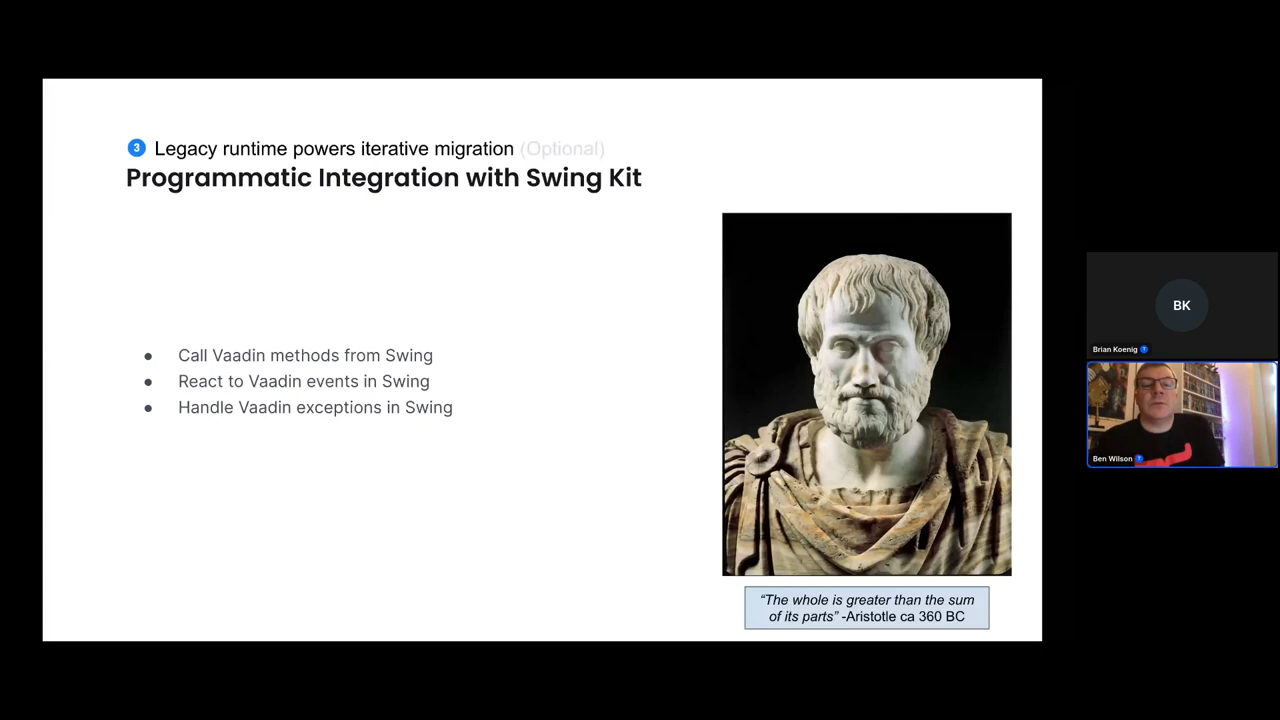 3 Legacy runtime powers iterative migration (Optional)
Programmatic Integration with Swing Kit
● Call Vaadin methods from Swing
● React to Vaadin events in Swing
● Handle Vaadin exceptions in Swing
“The whole is greater than the sum
of its parts” -Aristotle ca 360 BC
BK
Brian Koenig
Ben Wilson